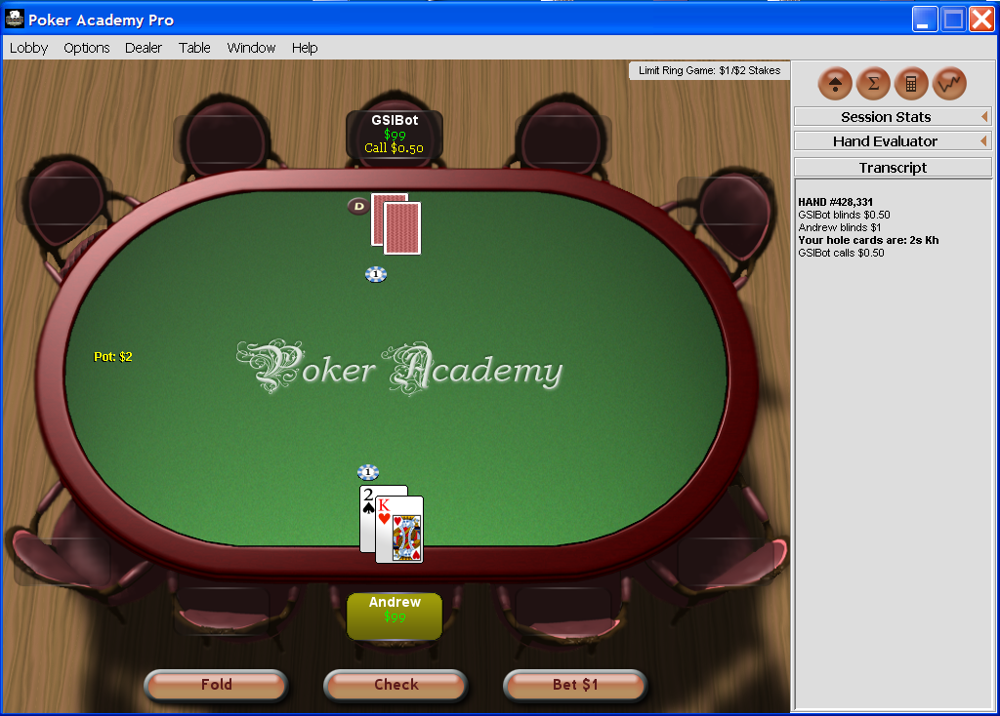 Poker Academy Pro
Lobby Options Dealer Table Window Help
Limit Ring Game: $1/$2 Stakes
GSIBot
$99
Call $0.50
D
1
Pot: $2
Poker Academy
1
2
K
Andrew
$99
Fold Check Bet $1
Σ
Session Stats
Hand Evaluator
Transcript
HAND #428,331
GSIBot blinds $0.50
Andrew blinds $1
Your hole cards are: 2s Kh
GSIBot calls $0.50